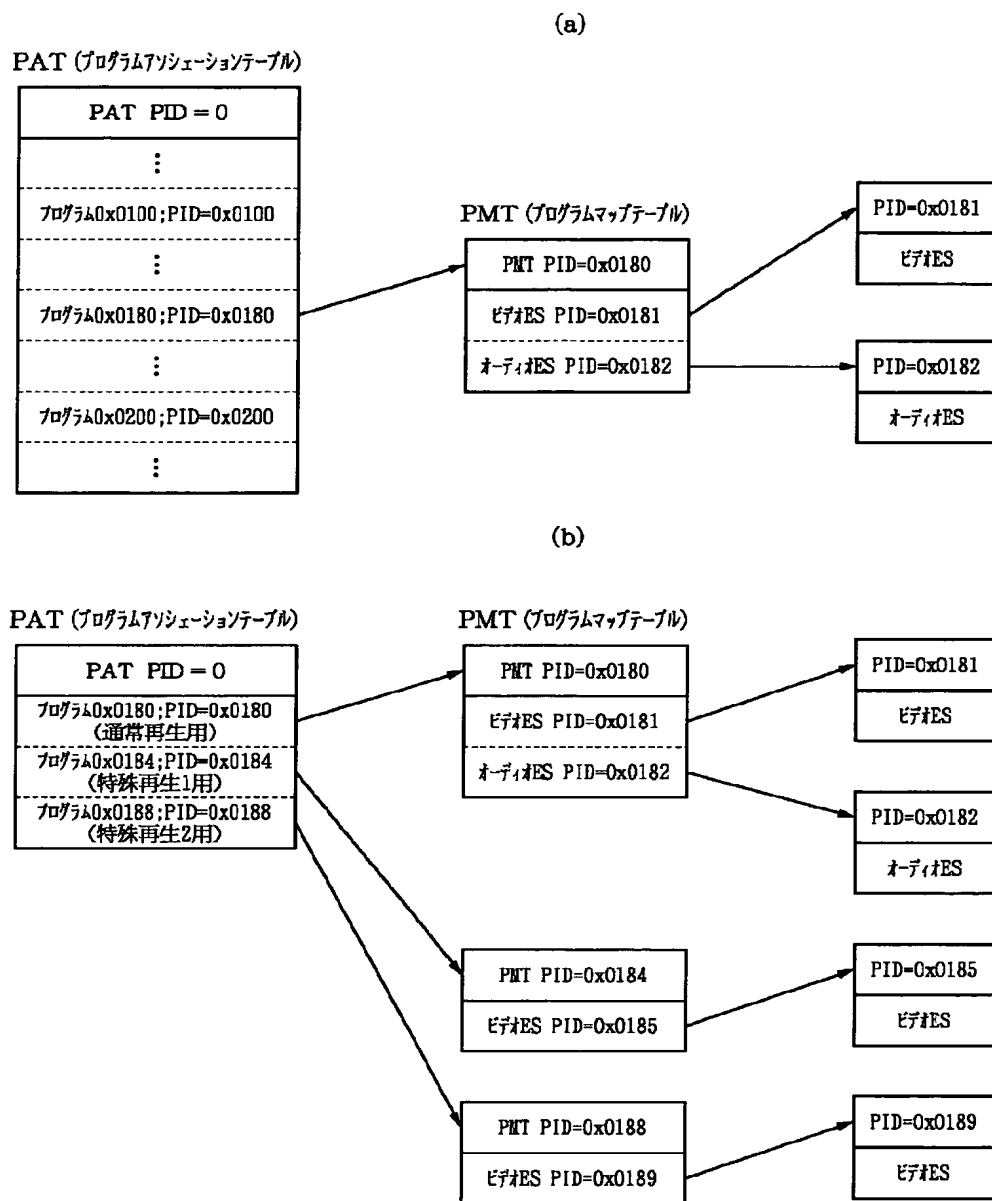 (a)
PAT (プログラムアソシェーションテーブル)
PAT PID = 0
⋮
プログラム0x0100;PID=0x0100
⋮
プログラム0x0180;PID=0x0180
⋮
プログラム0x0200;PID=0x0200
⋮
PMT (プログラムマップテーブル)
PMT PID=0x0180
ビデオES PID=0x0181
オーディオES PID=0x0182
PID=0x0181
ビデオES
PID=0x0182
オーディオES
(b)
PAT (プログラムアソシェーションテーブル)
PAT PID = 0
プログラム0x0180;PID=0x0180
(通常再生用)
プログラム0x0184;PID=0x0184
(特殊再生1用)
プログラム0x0188;PID=0x0188
(特殊再生2用)
PMT (プログラムマップテーブル)
PMT PID=0x0180
ビデオES PID=0x0181
オーディオES PID=0x0182
PID=0x0181
ビデオES
PID=0x0182
オーディオES
PMT PID=0x0184
ビデオES PID=0x0185
PID=0x0185
ビデオES
PMT PID=0x0188
ビデオES PID=0x0189
PID=0x0189
ビデオES